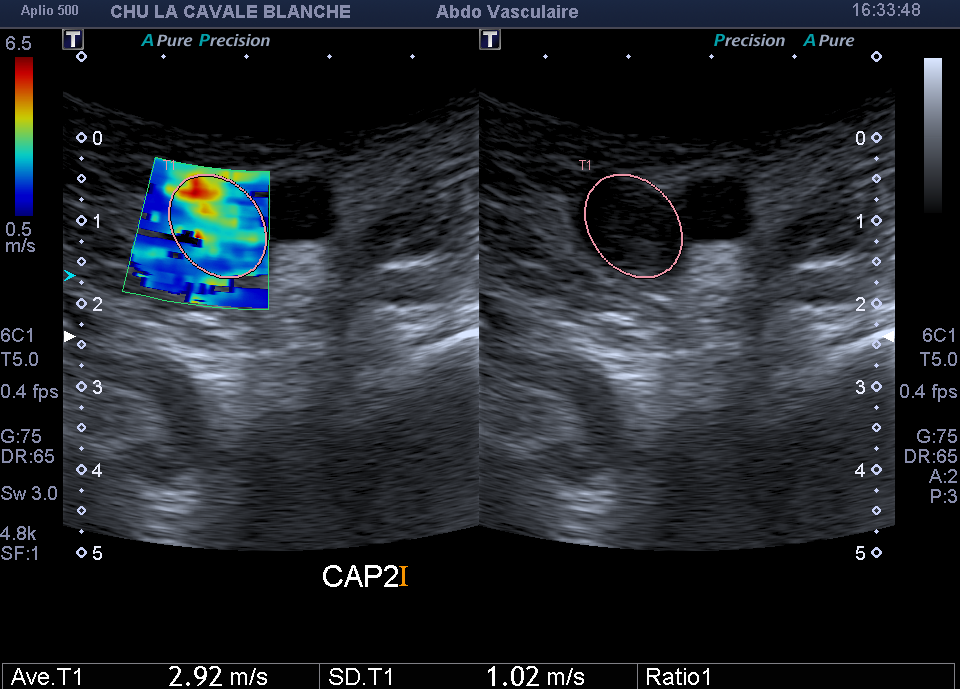 Aplio 500 CHU LA CAVALE BLANCHE Abdo Vasculaire 16:33:48
T A Pure Precision T Precision A Pure
6.5
0 0
T1 T1
1 1
0.5
m/s
2 2
6C1 6C1
T5.0 T5.0
3 3
0.4 fps 0.4 fps
G:75 G:75
DR:65 DR:65
4 4
A:2
Sw 3.0 P:3
4.8k
SF:1
5 5
CAP2
Ave.T1 2.92 m/s SD.T1 1.02 m/s Ratio1